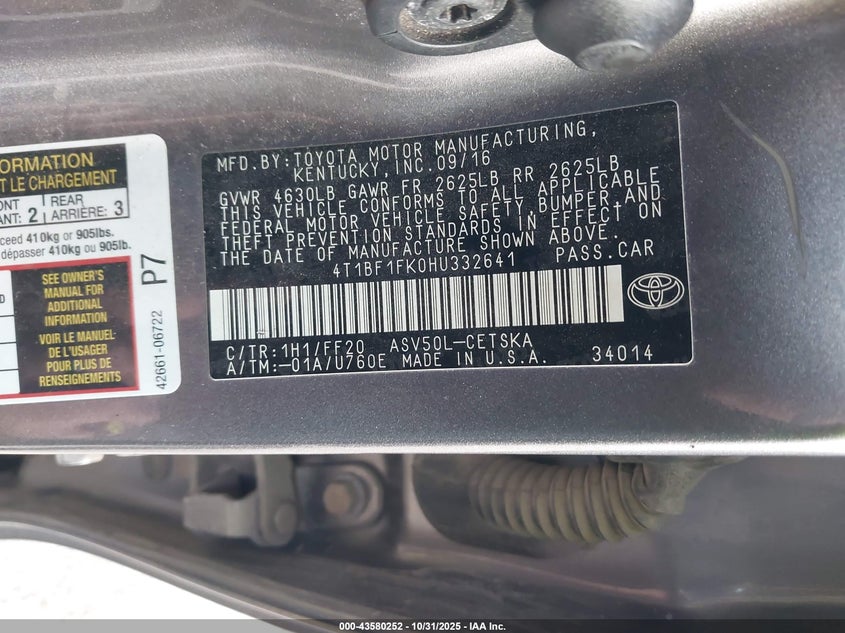 ORMATION
T LE CHARGEMENT
ONT
ANT: 2
REAR
ARRIÈRE: 3
ceed 410kg or 905lbs.
dépasser 410kg ou 905lb.
D
SEE OWNER'S
MANUAL FOR
ADDITIONAL
INFORMATION
VOIR LE MANUEL
DE L'USAGER
POUR PLUS DE
RENSEIGNEMENTS
P7
42661-06722
MFD. BY: TOYOTA MOTOR MANUFACTURING,
KENTUCKY, INC. 09/16
GVWR 4630LB GAWR FR 2625LB RR 2625LB
THIS VEHICLE CONFORMS TO ALL APPLICABLE
FEDERAL MOTOR VEHICLE SAFETY, BUMPER, AND
THEFT PREVENTION STANDARDS IN EFFECT ON
THE DATE OF MANUFACTURE SHOWN ABOVE.
4T1BF1FK0HU332641 PASS.CAR
C/TR: 1H1/FF20 ASV50L-CETSKA
A/TM: -01A/U760E MADE IN U.S.A. 34014
000-43580252 | 10/31/2025 - IAA Inc.